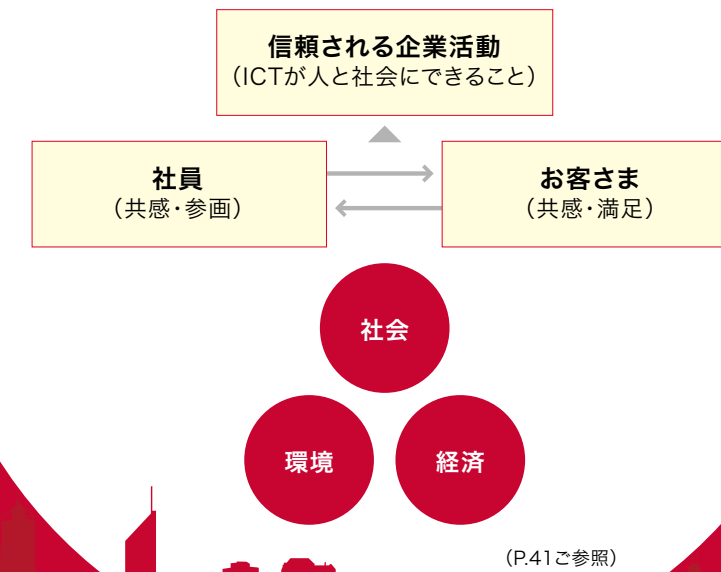 信頼される企業活動
（ICTが人と社会にできること）
社員
（共感・参画）
お客さま
（共感・満足）
社会
環境
経済
（P.41ご参照）